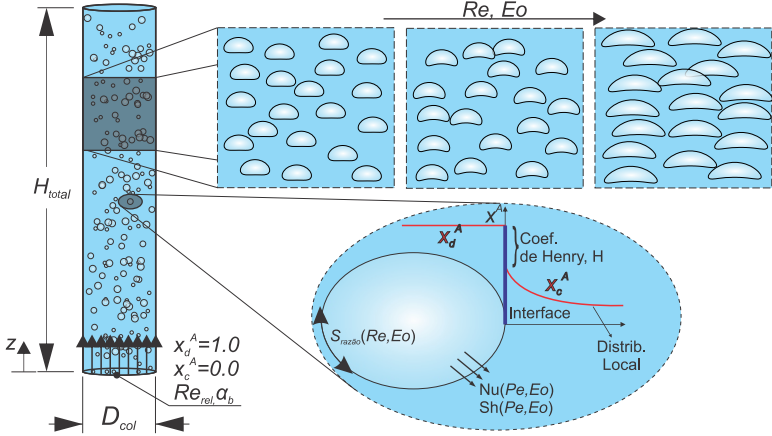 Re, Eo
H_total
z
x_d^A=1.0
x_c^A=0.0
Re_rel,α_b
D_col
X^A
X_d^A
Coef.
de Henry, H
X_c^A
Interface
S_razão(Re,Eo)
Distrib.
Local
Nu(Pe,Eo)
Sh(Pe,Eo)